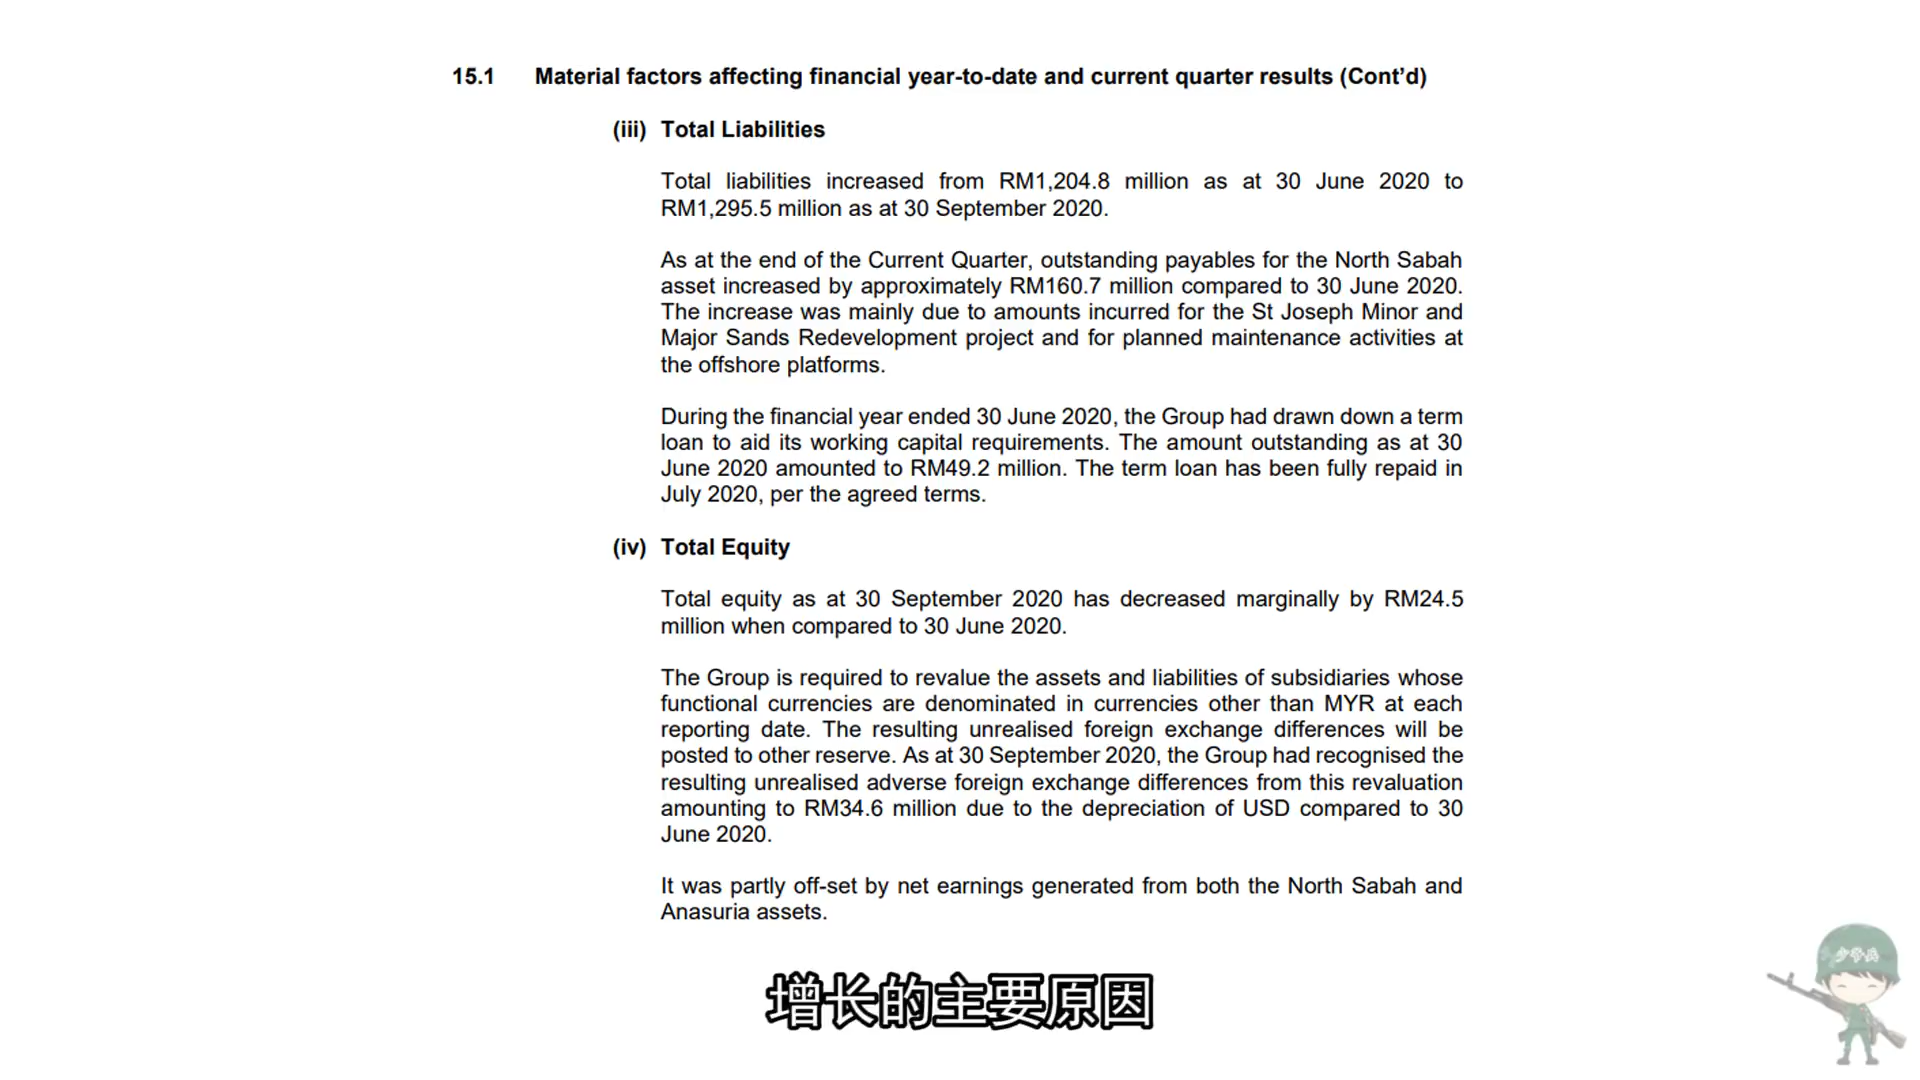 15.1 Material factors affecting financial year-to-date and current quarter results (Cont’d)
(iii) Total Liabilities
Total liabilities increased from RM1,204.8 million as at 30 June 2020 to
RM1,295.5 million as at 30 September 2020.
As at the end of the Current Quarter, outstanding payables for the North Sabah
asset increased by approximately RM160.7 million compared to 30 June 2020.
The increase was mainly due to amounts incurred for the St Joseph Minor and
Major Sands Redevelopment project and for planned maintenance activities at
the offshore platforms.
During the financial year ended 30 June 2020, the Group had drawn down a term
loan to aid its working capital requirements. The amount outstanding as at 30
June 2020 amounted to RM49.2 million. The term loan has been fully repaid in
July 2020, per the agreed terms.
(iv) Total Equity
Total equity as at 30 September 2020 has decreased marginally by RM24.5
million when compared to 30 June 2020.
The Group is required to revalue the assets and liabilities of subsidiaries whose
functional currencies are denominated in currencies other than MYR at each
reporting date. The resulting unrealised foreign exchange differences will be
posted to other reserve. As at 30 September 2020, the Group had recognised the
resulting unrealised adverse foreign exchange differences from this revaluation
amounting to RM34.6 million due to the depreciation of USD compared to 30
June 2020.
It was partly off-set by net earnings generated from both the North Sabah and
Anasuria assets.
增长的主要原因